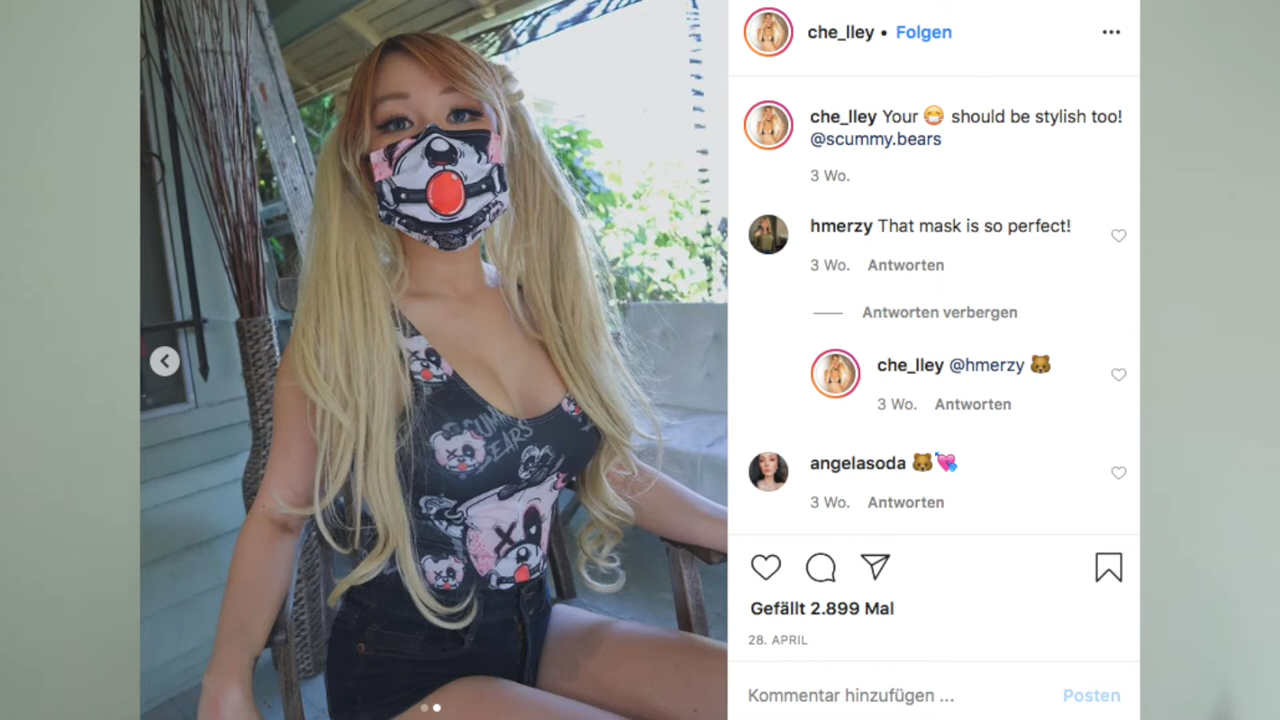 che_lley • Folgen
che_lley Your 😷 should be stylish too!
@scummy.bears
3 Wo.
hmerzy That mask is so perfect!
3 Wo. Antworten
Antworten verbergen
che_lley @hmerzy 🐻
3 Wo. Antworten
angelasoda 🐻💘
3 Wo. Antworten
Gefällt 2.899 Mal
28. APRIL
Kommentar hinzufügen ... Posten
SCUMMY
BEARS